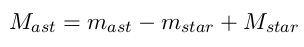 M_{ast} = m_{ast} − m_{star} + M_{star}